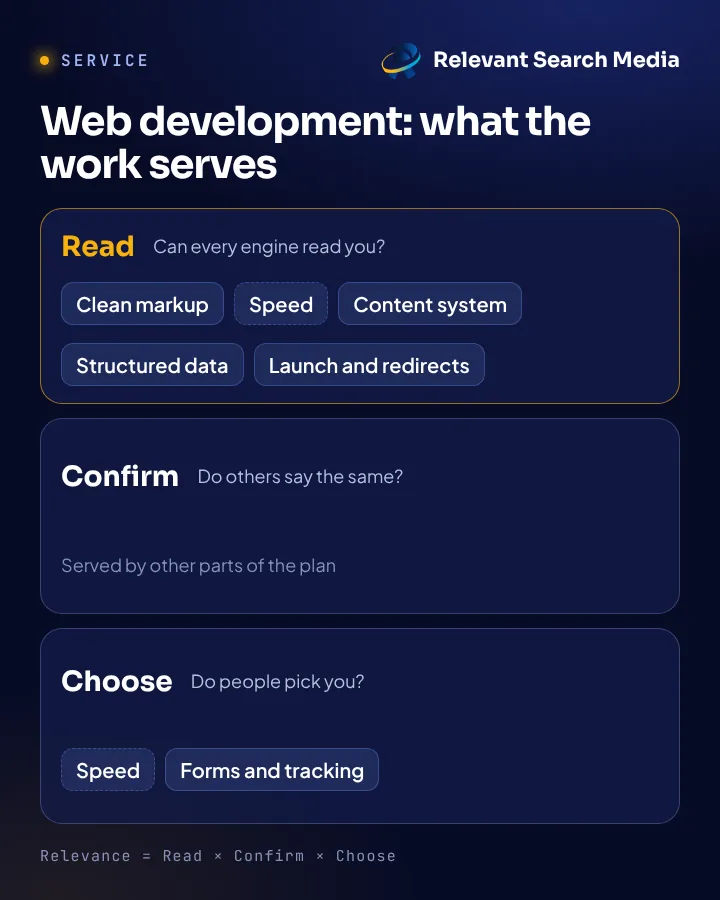 SERVICE
Relevant Search Media
Web development: what the
work serves
Read Can every engine read you?
Clean markup Speed Content system
Structured data Launch and redirects
Confirm Do others say the same?
Served by other parts of the plan
Choose Do people pick you?
Speed Forms and tracking
Relevance = Read × Confirm × Choose